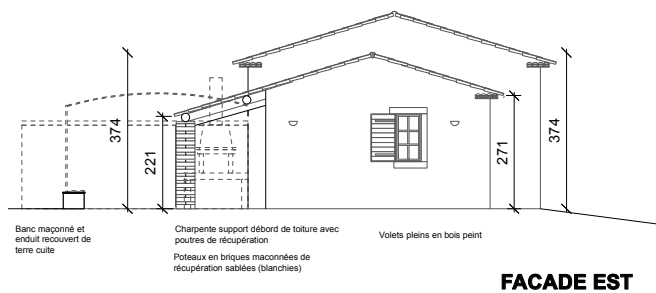 374
221
271
374
Banc maçonné et
enduit recouvert de
terre cuite
Charpente support débord de toiture avec
poutres de récupération
Poteaux en briques maconnées de
récupération sablées (blanchies)
Volets pleins en bois peint
FACADE EST